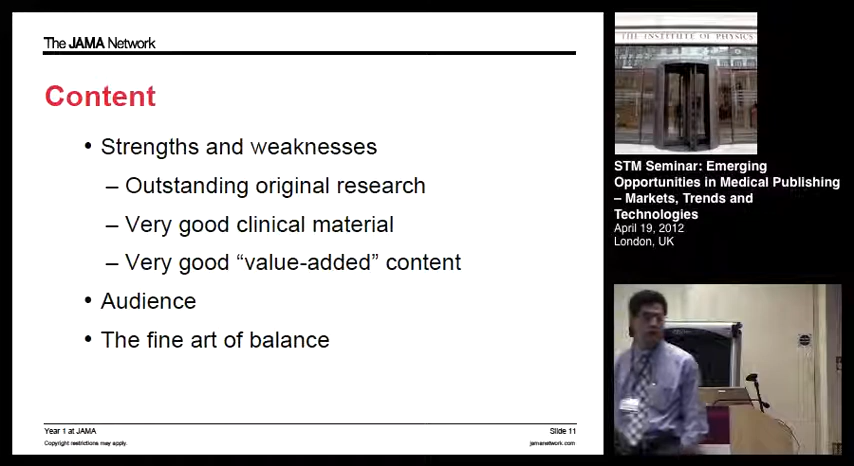 The JAMA Network
Content
• Strengths and weaknesses
– Outstanding original research
– Very good clinical material
– Very good “value-added” content
• Audience
• The fine art of balance
Year 1 at JAMA
Slide 11
Copyright restrictions may apply.
jamanetwork.com
THE INSTITUTE OF PHYSICS
STM Seminar: Emerging
Opportunities in Medical Publishing
– Markets, Trends and
Technologies
April 19, 2012
London, UK